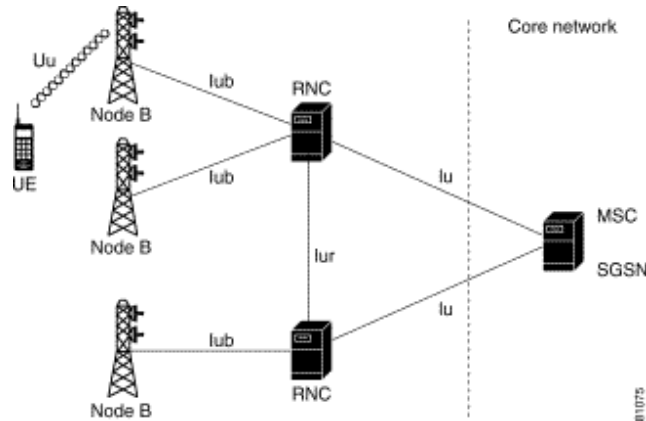 Core network
Uu
Iub
RNC
Node B
UE
Iub
Iu
MSC
Node B
Iur
SGSN
Iu
Iub
Node B
RNC
81075